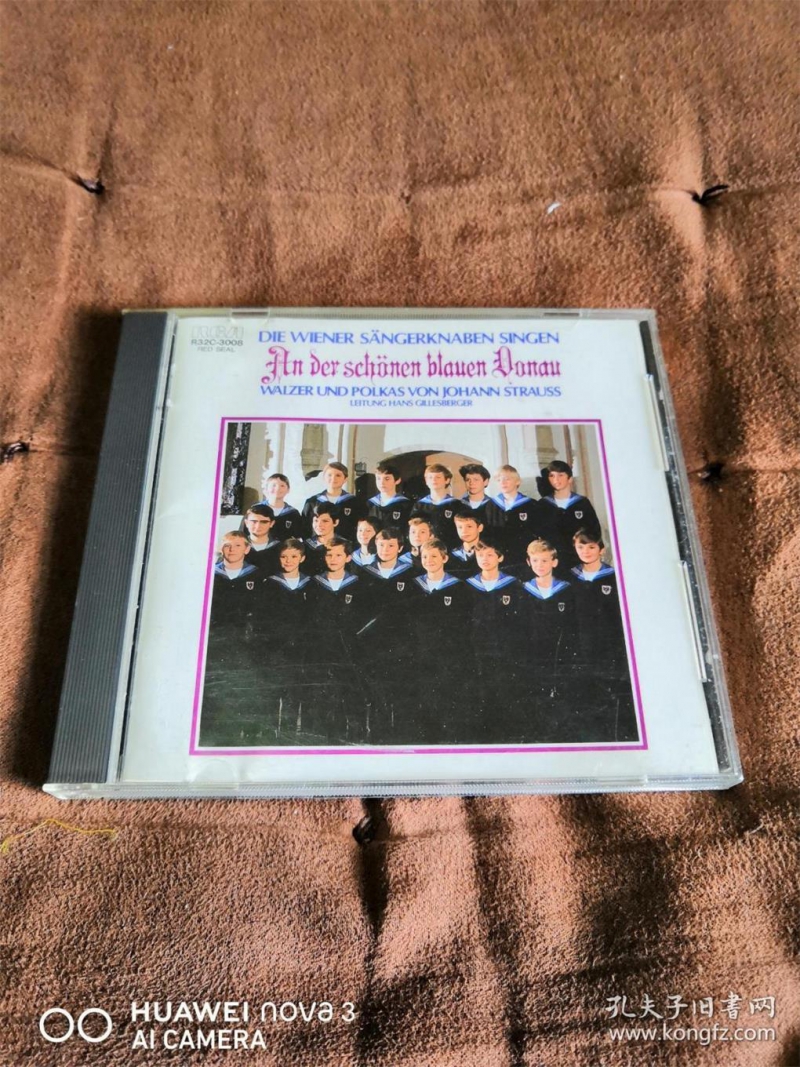 RCA
R32C-3008
RED SEAL
DIE WIENER SÄNGERKNABEN SINGEN
An der schönen blauen Donau
WALZER UND POLKAS VON JOHANN STRAUSS
LEITUNG HANS GILLESBERGER
HUAWEI nova 3
AI CAMERA
孔夫子旧书网
www.kongfz.com